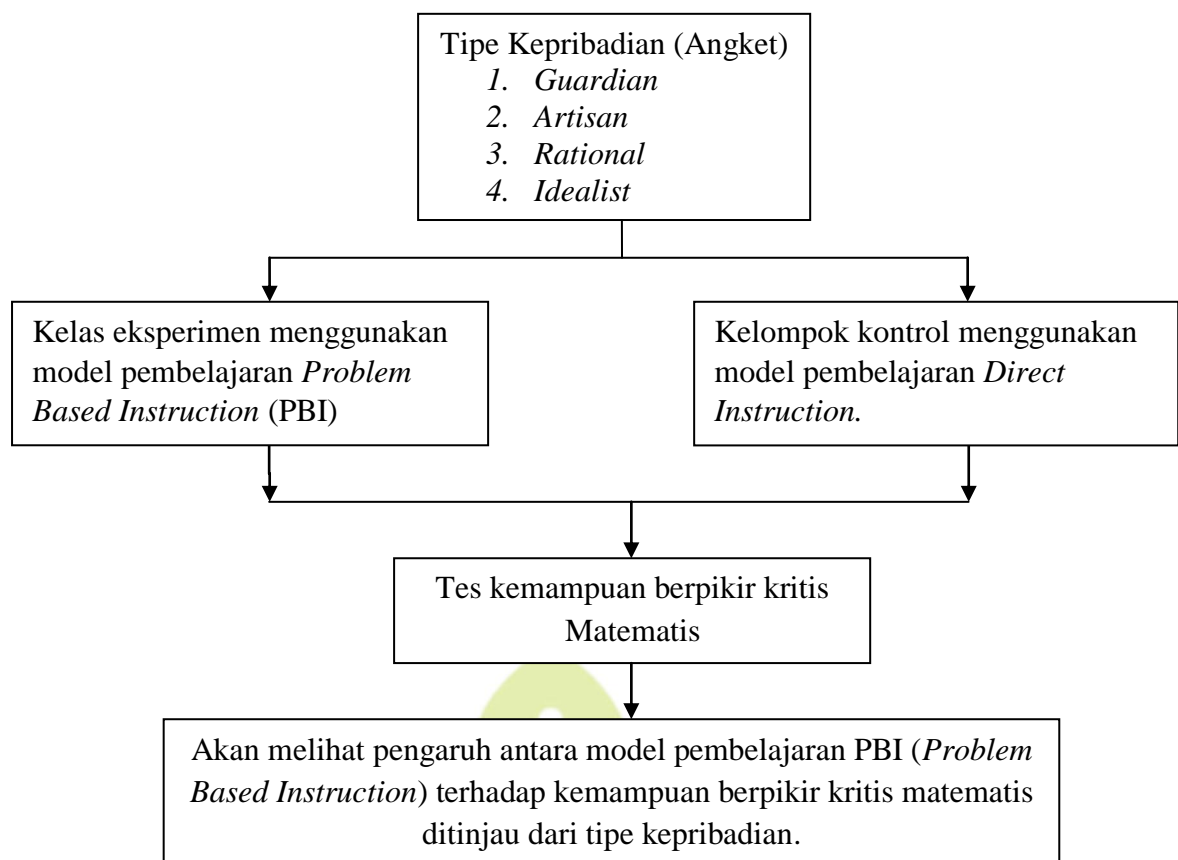 Tipe Kepribadian (Angket)
1. Guardian
2. Artisan
3. Rational
4. Idealist
Kelas eksperimen menggunakan
model pembelajaran Problem
Based Instruction (PBI)
Kelompok kontrol menggunakan
model pembelajaran Direct
Instruction.
Tes kemampuan berpikir kritis
Matematis
Akan melihat pengaruh antara model pembelajaran PBI (Problem
Based Instruction) terhadap kemampuan berpikir kritis matematis
ditinjau dari tipe kepribadian.